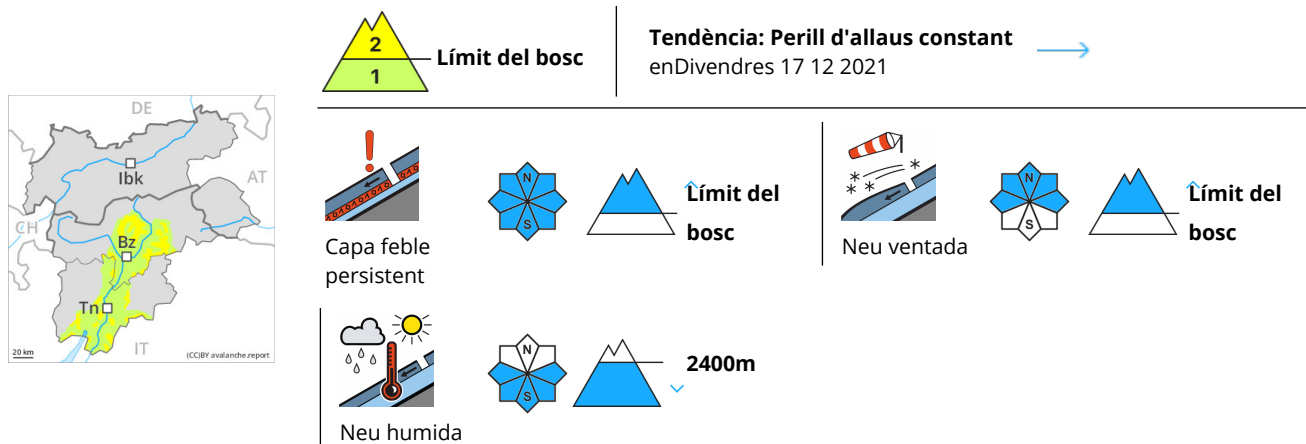 2
1
Límit del bosc
Tendència: Perill d'allaus constant
enDivendres 17 12 2021
DE
AT
CH
IT
Ibk
Bz
Tn
20 km
(CC)BY avalanche.report
N
S
Límit del
bosc
Capa feble
persistent
N
S
Límit del
bosc
Neu ventada
N
S
2400m
Neu humida